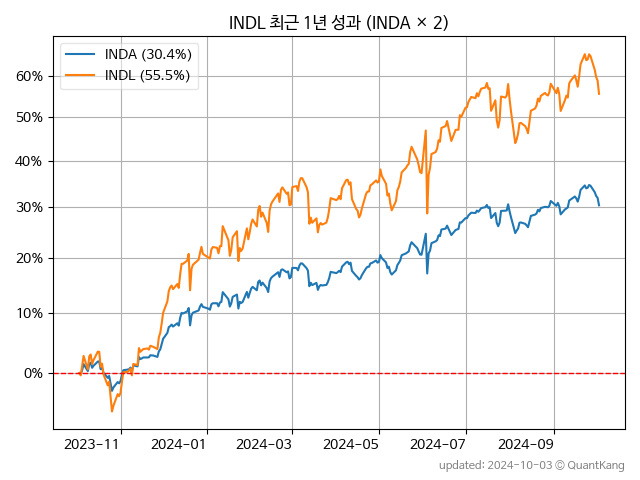 INDL 최근 1년 성과 (INDA × 2)
INDA (30.4%)
INDL (55.5%)
60%
50%
40%
30%
20%
10%
0%
2023-11 2024-01 2024-03 2024-05 2024-07 2024-09
updated: 2024-10-03 © QuantKang